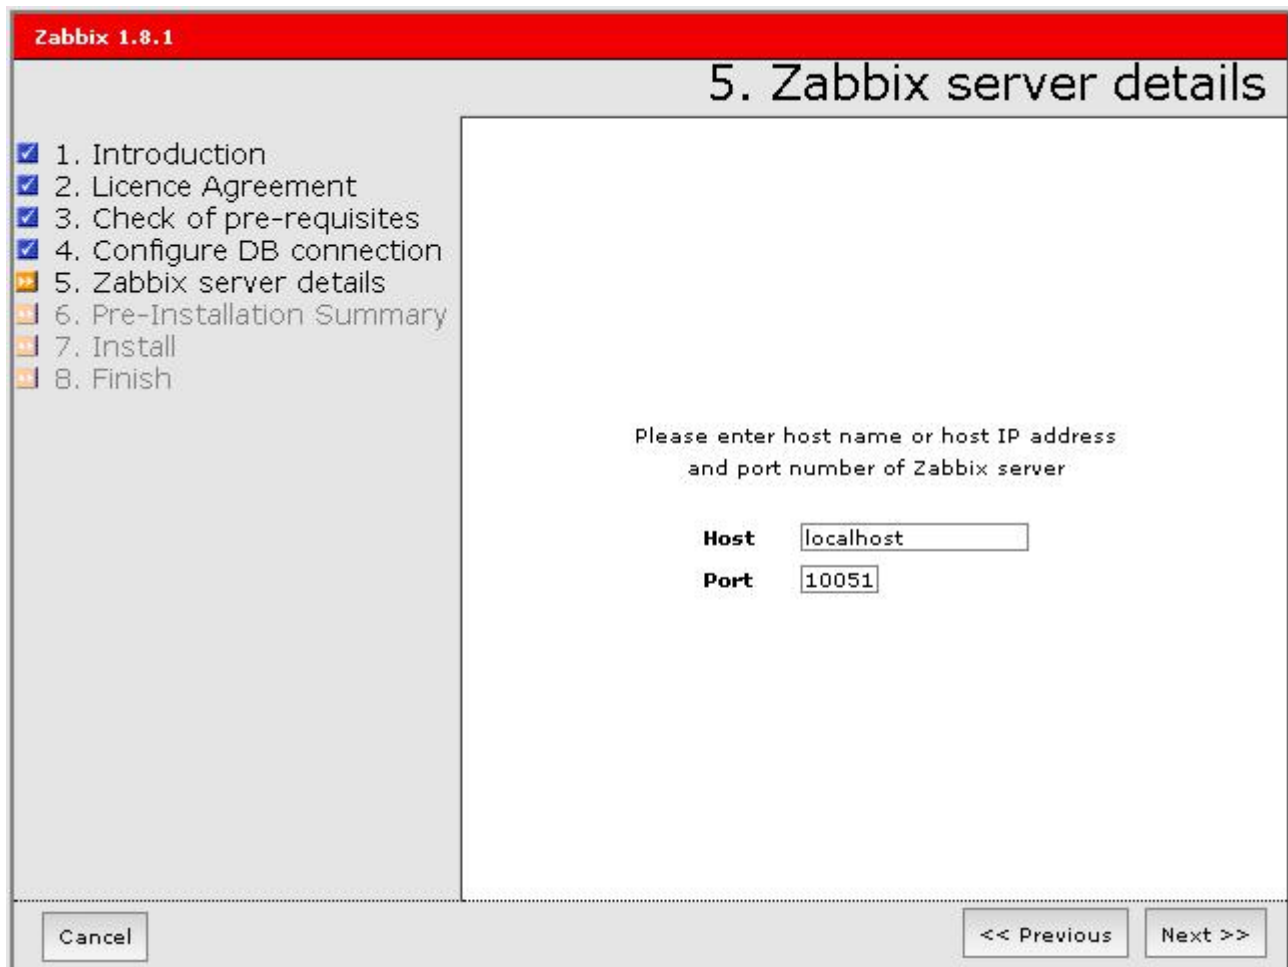 Zabbix 1.8.1
5. Zabbix server details
1. Introduction
2. Licence Agreement
3. Check of pre-requisites
4. Configure DB connection
5. Zabbix server details
6. Pre-Installation Summary
7. Install
8. Finish
Please enter host name or host IP address
and port number of Zabbix server
Host localhost
Port 10051
Cancel << Previous Next >>